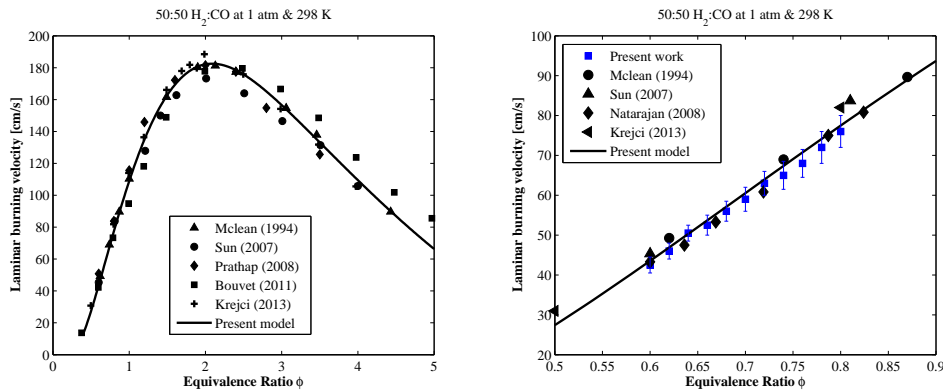 50:50 H2:CO at 1 atm & 298 K
200
180
160
140
120
100
80
60
40
20
0
Laminar burning velocity [cm/s]
Mclean (1994)
Sun (2007)
Prathap (2008)
Bouvet (2011)
Krejci (2013)
Present model
0 1 2 3 4 5
Equivalence Ratio ϕ
50:50 H2:CO at 1 atm & 298 K
100
90
80
70
60
50
40
30
20
Laminar burning velocity [cm/s]
Present work
Mclean (1994)
Sun (2007)
Natarajan (2008)
Krejci (2013)
Present model
0.5 0.55 0.6 0.65 0.7 0.75 0.8 0.85 0.9
Equivalence Ratio ϕ